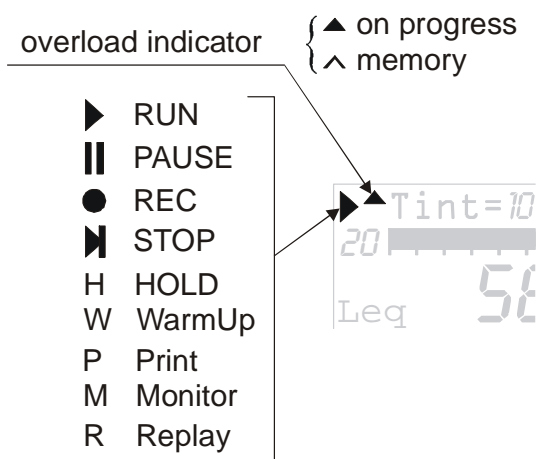 overload indicator
▲ on progress
^ memory
▶ RUN
⏸ PAUSE
● REC
STOP
H HOLD
W WarmUp
P Print
M Monitor
R Replay
▶▲Tint=10
20
Leq